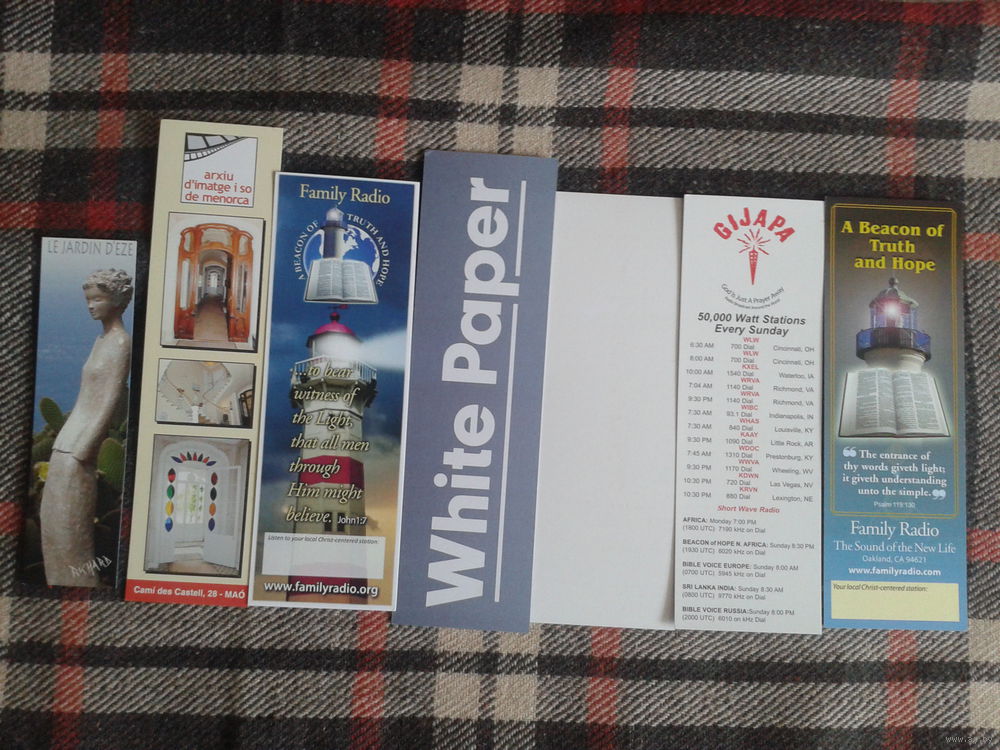 LE JARDIN D'EZE
RICHARD
arxiu
d'imatge i so
de menorca
Camí des Castell, 28 - MAÓ
Family Radio
A BEACON OF TRUTH AND HOPE
to bear
witness of
the Light,
that all men
through
Him might
believe. John1:7
Listen to your local Christ-centered station
www.familyradio.org
White Paper
GIJAPA
God Is Just A Prayer Away
50,000 Watt Stations
Every Sunday
WLW
6:30 AM 700 Dial Cincinnati, OH
WLW
8:00 AM 700 Dial Cincinnati, OH
KXEL
10:00 AM 1540 Dial Waterloo, IA
WRVA
7:04 AM 1140 Dial Richmond, VA
WRVA
9:30 PM 1140 Dial Richmond, VA
WIBC
7:30 AM 93.1 Dial Indianapolis, IN
WHAS
7:30 AM 840 Dial Louisville, KY
KAAY
9:30 PM 1090 Dial Little Rock, AR
WDOC
7:45 AM 1310 Dial Prestonburg, KY
WWVA
9:30 PM 1170 Dial Wheeling, WV
KDWN
10:30 PM 720 Dial Las Vegas, NV
KRVN
10:30 PM 880 Dial Lexington, NE
Short Wave Radio
AFRICA: Monday 7:00 PM
(1800 UTC) 7190 kHz on Dial
BEACON of HOPE N. AFRICA: Sunday 8:30 PM
(1930 UTC) 6020 kHz on Dial
BIBLE VOICE EUROPE: Sunday 8:00 AM
(0700 UTC) 5945 kHz on Dial
SRI LANKA INDIA: Sunday 8:30 AM
(0800 UTC) 9770 kHz on Dial
BIBLE VOICE RUSSIA:Sunday 8:00 PM
(2000 UTC) 6010 on kHz Dial
A Beacon of
Truth
and Hope
“The entrance of
thy words giveth light;
it giveth understanding
unto the simple.”
Psalm 119:130
Family Radio
The Sound of the New Life
Oakland, CA 94621
www.familyradio.com
Your local Christ-centered station:
www.ay.by